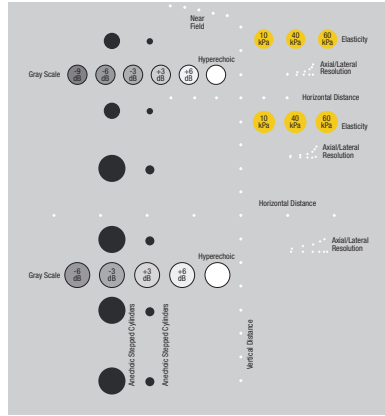 Near
Field
10
kPa
40
kPa
60
kPa
Elasticity
Hyperechoic
Axial/Lateral
Resolution
Gray Scale
-9
dB
-6
dB
-3
dB
+3
dB
+6
dB
Horizontal Distance
10
kPa
40
kPa
60
kPa
Elasticity
Axial/Lateral
Resolution
Horizontal Distance
Axial/Lateral
Resolution
Hyperechoic
Gray Scale
-6
dB
-3
dB
+3
dB
+6
dB
Anechoic Stepped Cylinders
Anechoic Stepped Cylinders
Vertical Distance